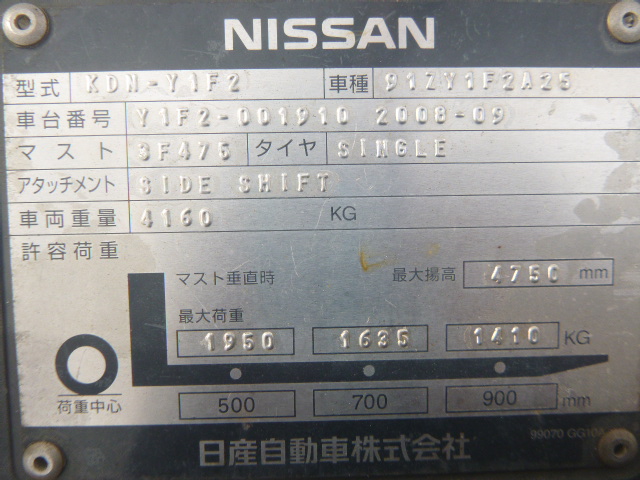 NISSAN
型式 KDN-Y1F2 車種 91ZY1F2A25
車台番号 Y1F2-001910 2008-09
マスト 3F475 タイヤ SINGLE
アタッチメント SIDE SHIFT
車両重量 4160 KG
許容荷重
マスト垂直時 最大揚高 4750 mm
最大荷重
1950 1635 1410 KG
荷重中心 500 700 900 mm
日産自動車株式会社 99070